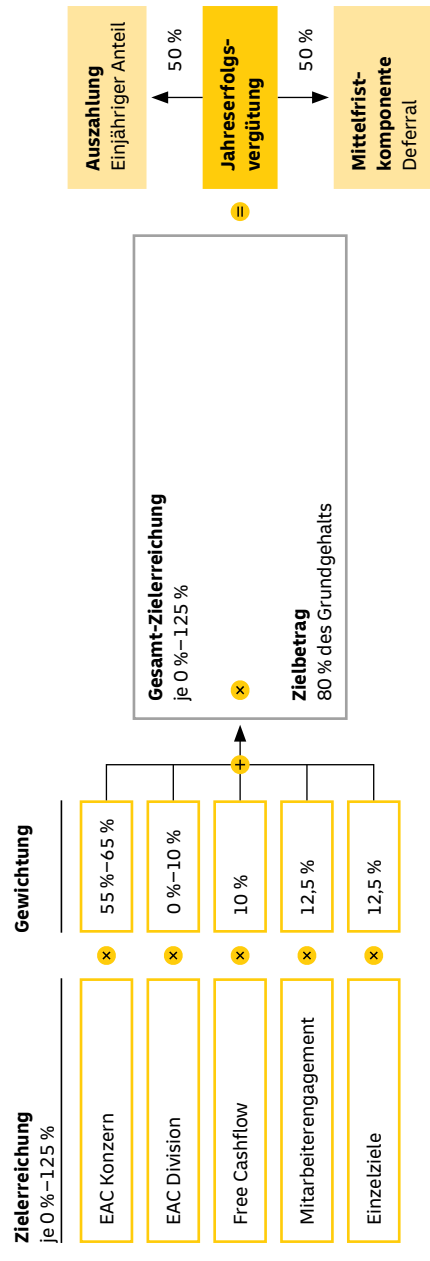 Zielerreichung
je 0 %–125 %
Gewichtung
EAC Konzern
×
55 %–65 %
EAC Division
×
0 %–10 %
Free Cashflow
×
10 %
Mitarbeiterengagement
×
12,5 %
Einzelziele
×
12,5 %
+
Gesamt-Zielerreichung
je 0 %–125 %
×
Zielbetrag
80 % des Grundgehalts
=
Auszahlung
Einjähriger Anteil
50 %
Jahreserfolgs-
vergütung
50 %
Mittelfrist-
komponente
Deferral